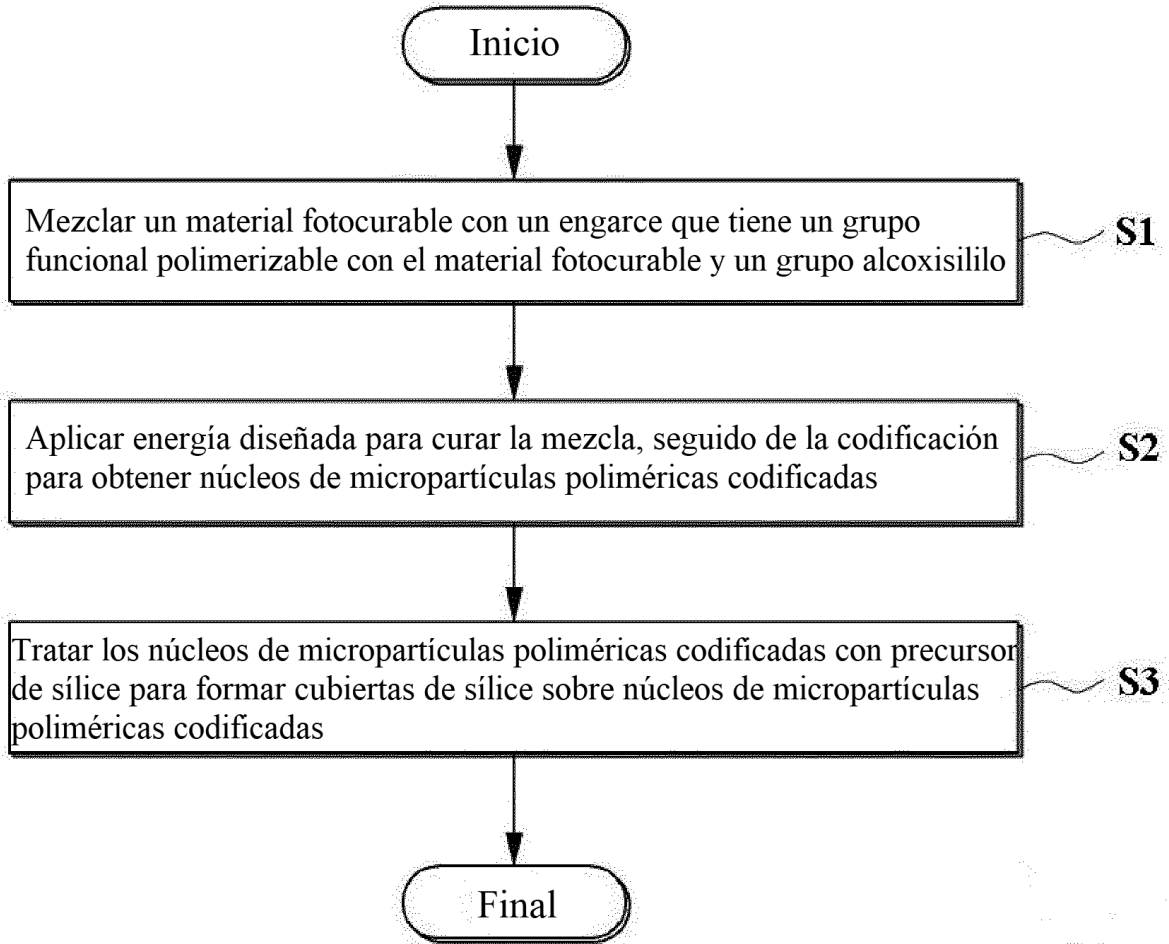 Inicio
Mezclar un material fotocurable con un engarce que tiene un grupo
funcional polimerizable con el material fotocurable y un grupo alcoxisililo
S1
Aplicar energía diseñada para curar la mezcla, seguido de la codificación
para obtener núcleos de micropartículas poliméricas codificadas
S2
Tratar los núcleos de micropartículas poliméricas codificadas con precursor
de sílice para formar cubiertas de sílice sobre núcleos de micropartículas
poliméricas codificadas
S3
Final